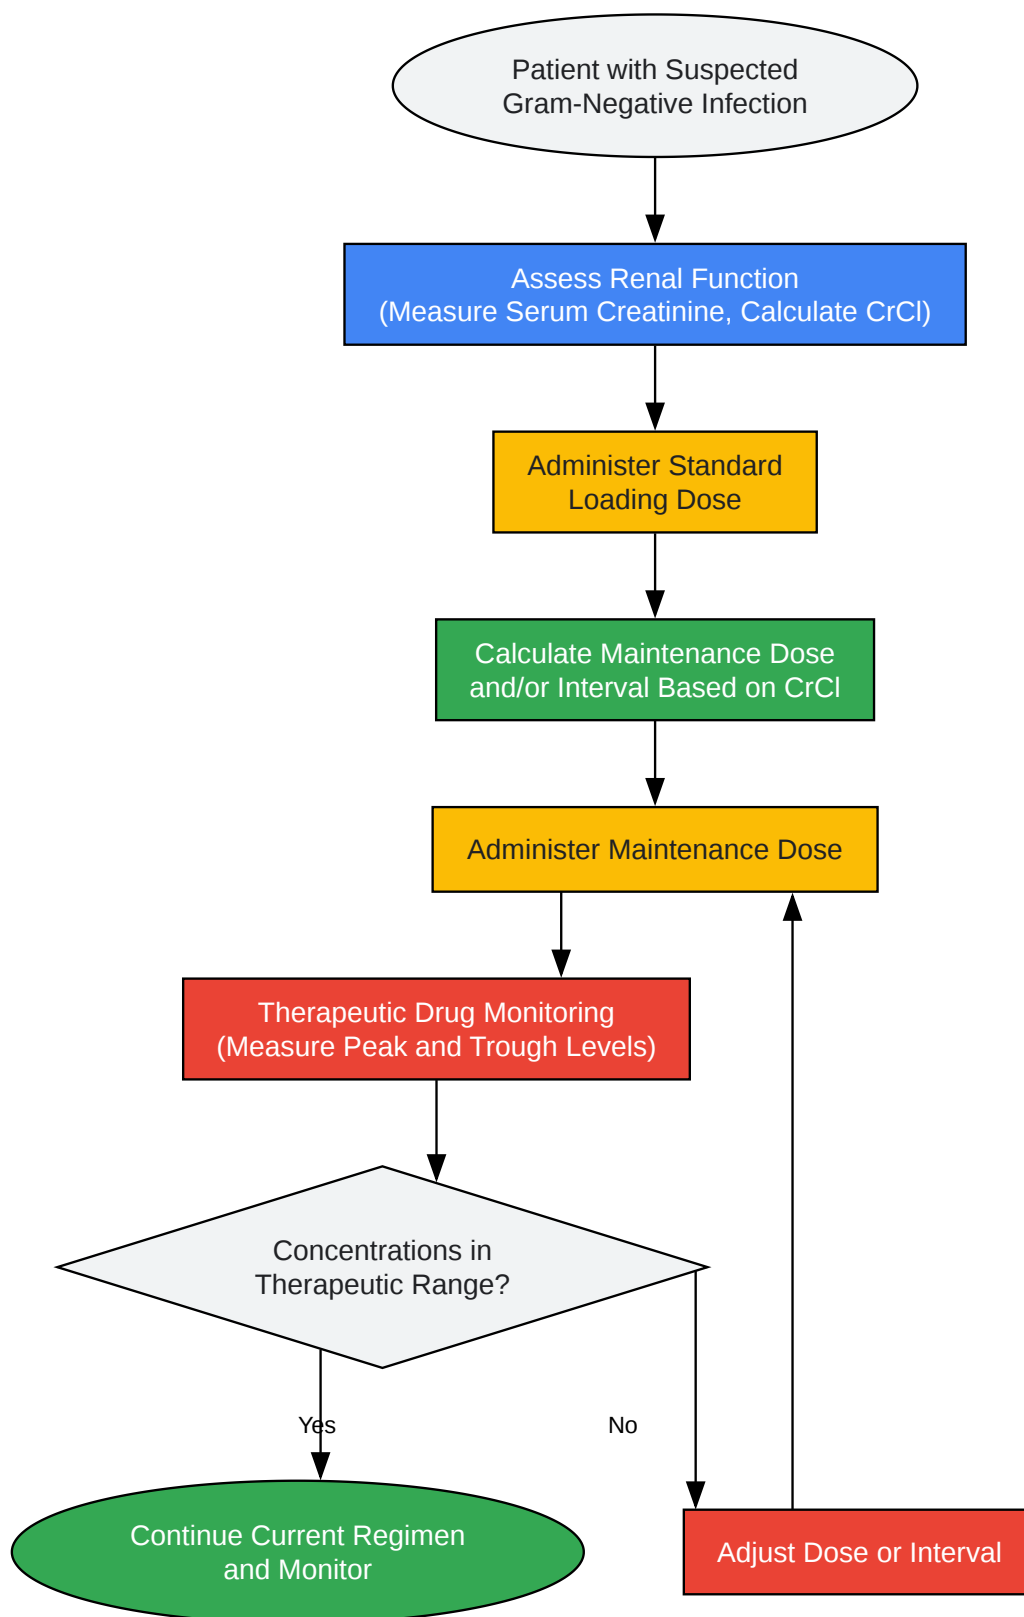 Patient with Suspected
Gram-Negative Infection
Assess Renal Function
(Measure Serum Creatinine, Calculate CrCl)
Administer Standard
Loading Dose
Calculate Maintenance Dose
and/or Interval Based on CrCl
Administer Maintenance Dose
Therapeutic Drug Monitoring
(Measure Peak and Trough Levels)
Concentrations in
Therapeutic Range?
Yes
No
Continue Current Regimen
and Monitor
Adjust Dose or Interval